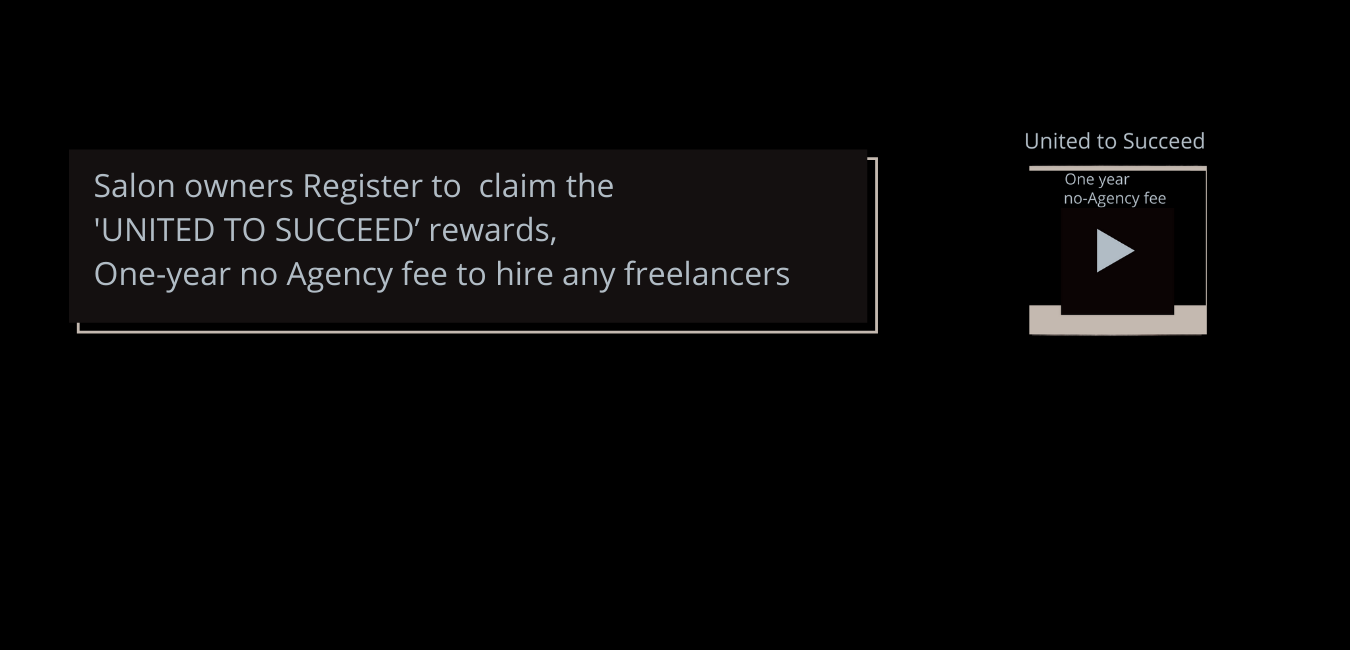 Salon owners Register to  claim the
'UNITED TO SUCCEED’ rewards,
One-year no Agency fee to hire any freelancers
United to Succeed
One year
no-Agency fee